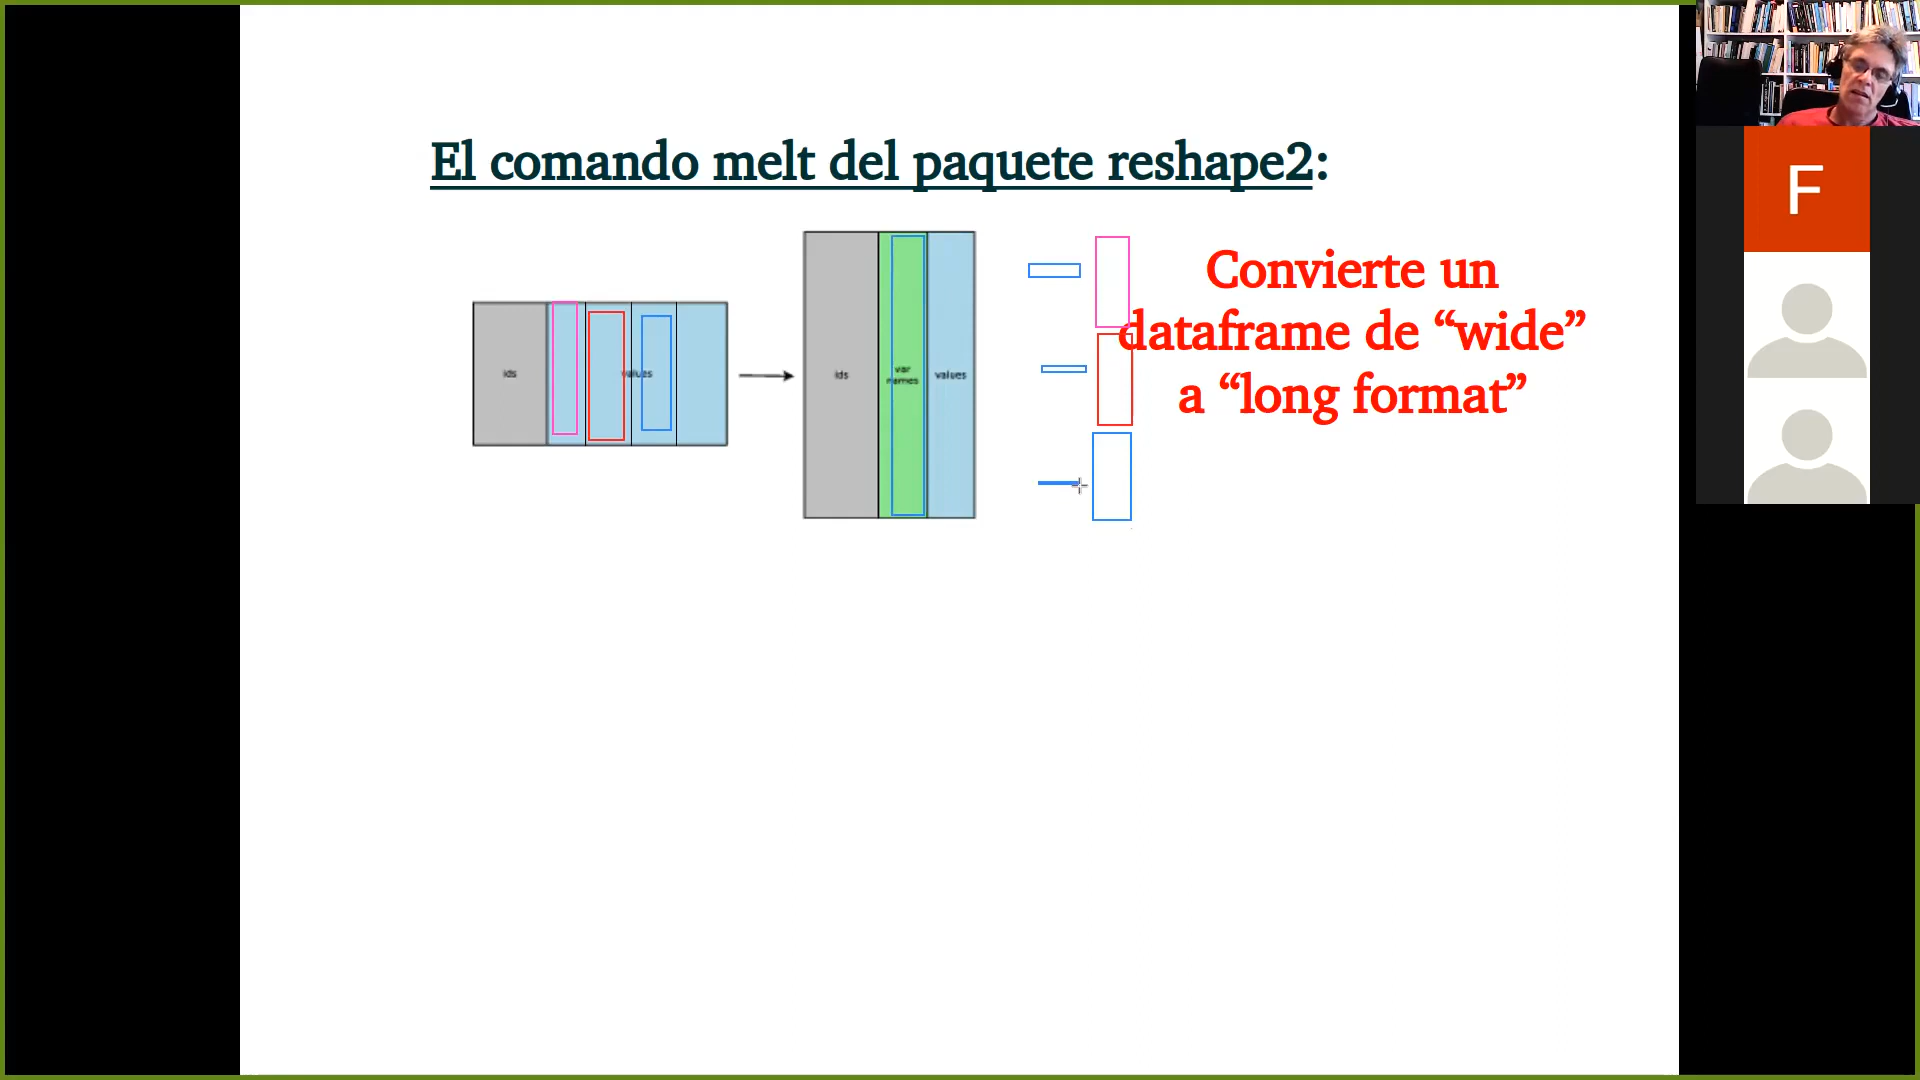 El comando melt del paquete reshape2:
Convierte un
dataframe de “wide”
a “long format”
ids
values
ids
var
names
values
F